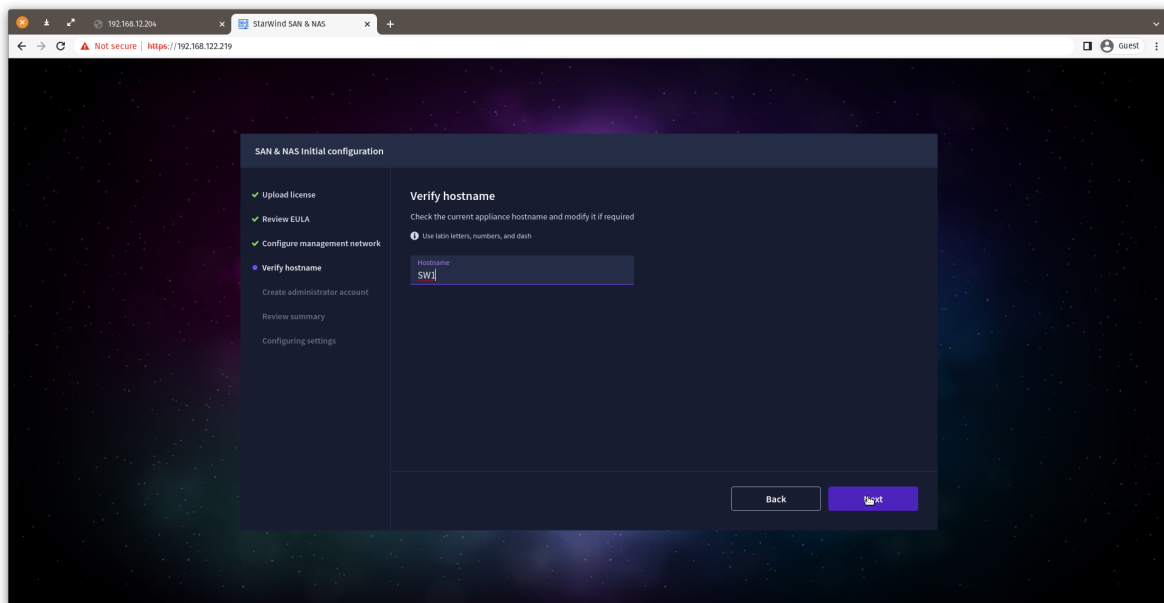 192.168.12.204
StarWind SAN & NAS
Not secure
https://192.168.122.219
Guest
SAN & NAS Initial configuration
Upload license
Review EULA
Configure management network
Verify hostname
Create administrator account
Review summary
Configuring settings
Verify hostname
Check the current appliance hostname and modify it if required
Use latin letters, numbers, and dash
Hostname
SW1
Back
Next